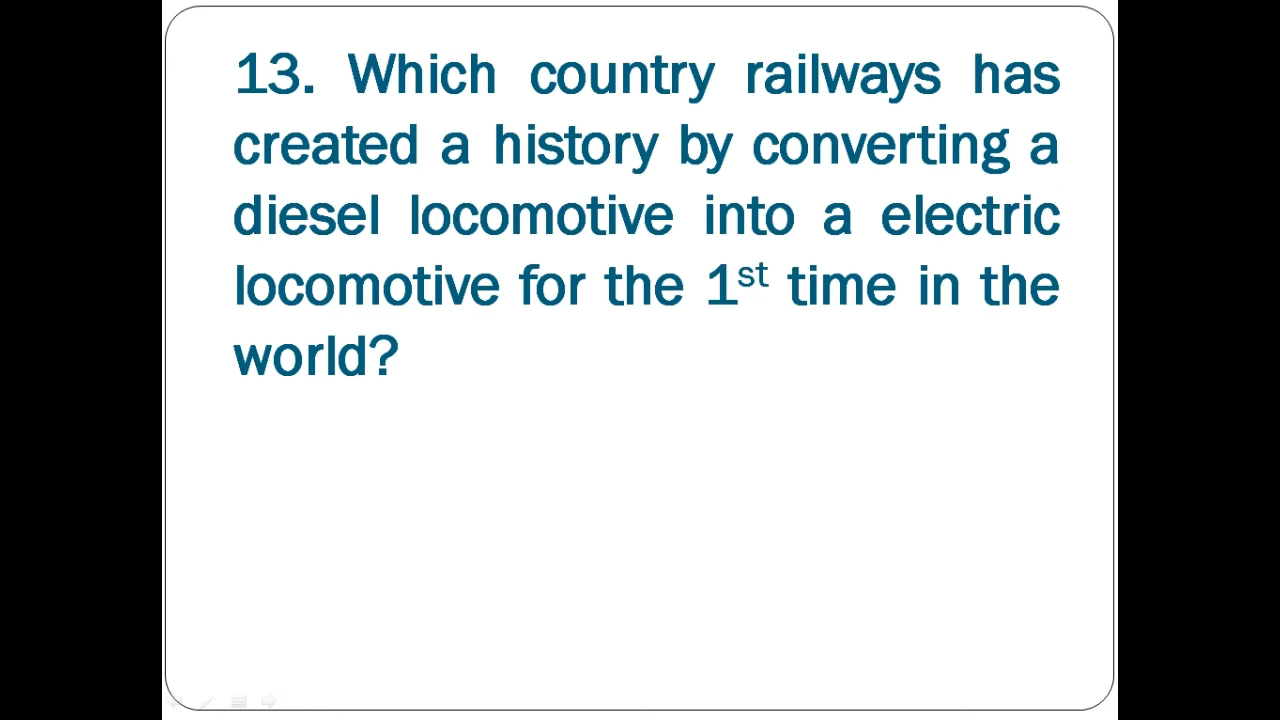 13. Which country railways has
created a history by converting a
diesel locomotive into a electric
locomotive for the 1st time in the
world?